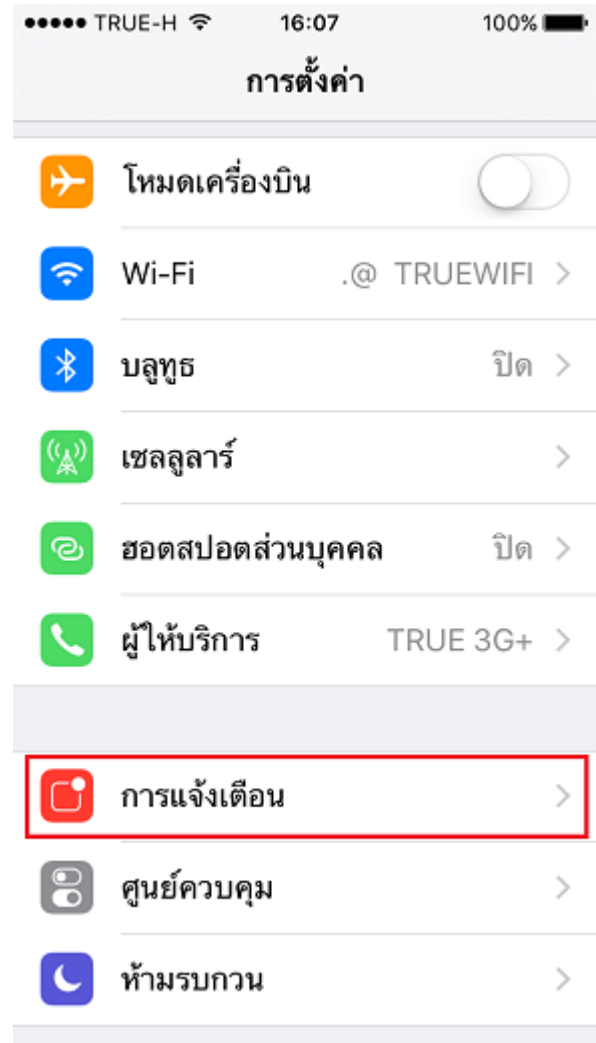 ●●●●● TRUE-H 16:07 100%
การตั้งค่า
โหมดเครื่องบิน
Wi-Fi .@ TRUEWIFI
บลูทูธ ปิด
เซลลูลาร์
ฮอตสปอตส่วนบุคคล ปิด
ผู้ให้บริการ TRUE 3G+
การแจ้งเตือน
ศูนย์ควบคุม
ห้ามรบกวน